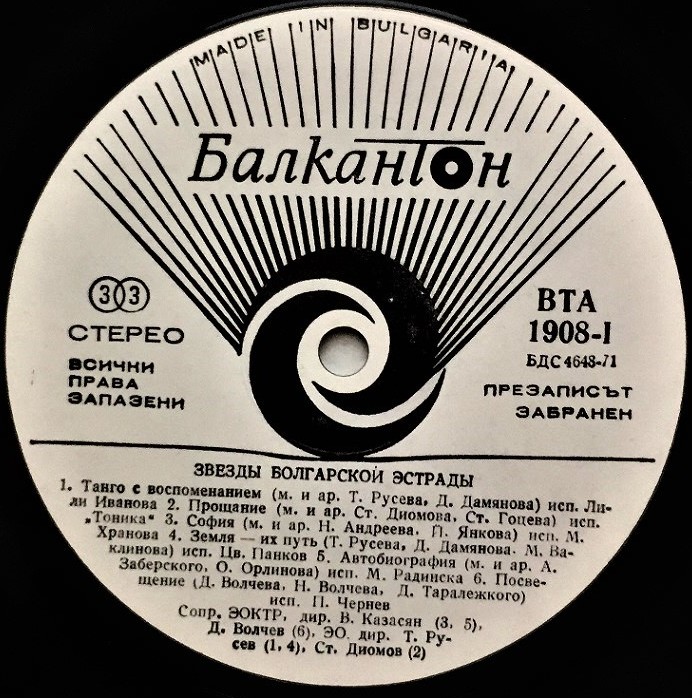 MADE IN BULGARIA
Балкантон
33
СТЕРЕО
ВСИЧКИ
ПРАВА
ЗАПАЗЕНИ
ВТА
1908-I
БДС 4648-71
ПРЕЗАПИСЪТ
ЗАБРАНЕН
ЗВЕЗДЫ БОЛГАРСКОЙ ЭСТРАДЫ
1. Танго с воспоменанием (м. и ар. Т. Русева, Д. Дамянова) исп. Ли-
ли Иванова 2. Прощание (м. и ар. Ст. Диомова, Ст. Гоцева) исп.
„Тоника“ 3. София (м. и ар. Н. Андреева, П. Янкова) исп. М.
Хранова 4. Земля — их путь (Т. Русева, Д. Дамянова. М. Ва-
клинова) исп. Цв. Панков 5. Автобиография (м. и ар. А.
Заберского, О. Орлинова) исп. М. Радинска 6. Посве-
щение (Д. Волчева, Н. Волчева, Д. Таралежкого)
исп. П. Чернев
Сопр. ЭОКТР, дир. В. Казасян (3, 5),
Д. Волчев (6), ЭО, дир. Т. Ру-
сев (1, 4), Ст. Диомов (2)